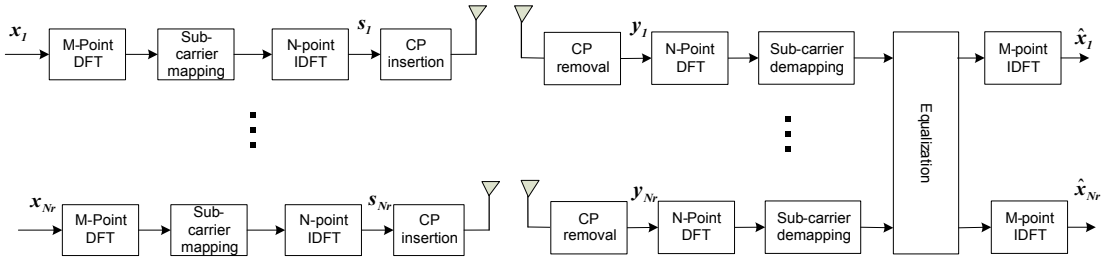 x1
M-Point
DFT
Sub-
carrier
mapping
N-point
IDFT
s1
CP
insertion
CP
removal
y1
N-Point
DFT
Sub-carrier
demapping
Equalization
M-point
IDFT
x̂1
xNr
M-Point
DFT
Sub-
carrier
mapping
N-point
IDFT
sNr
CP
insertion
CP
removal
yNr
N-Point
DFT
Sub-carrier
demapping
M-point
IDFT
x̂Nr